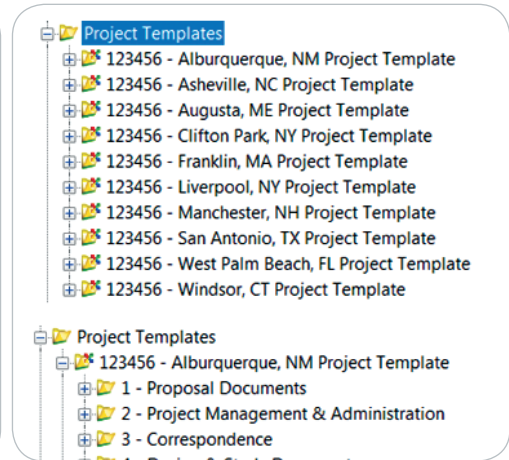 Project Templates
123456 - Alburquerque, NM Project Template
123456 - Asheville, NC Project Template
123456 - Augusta, ME Project Template
123456 - Clifton Park, NY Project Template
123456 - Franklin, MA Project Template
123456 - Liverpool, NY Project Template
123456 - Manchester, NH Project Template
123456 - San Antonio, TX Project Template
123456 - West Palm Beach, FL Project Template
123456 - Windsor, CT Project Template
Project Templates
123456 - Alburquerque, NM Project Template
1 - Proposal Documents
2 - Project Management & Administration
3 - Correspondence